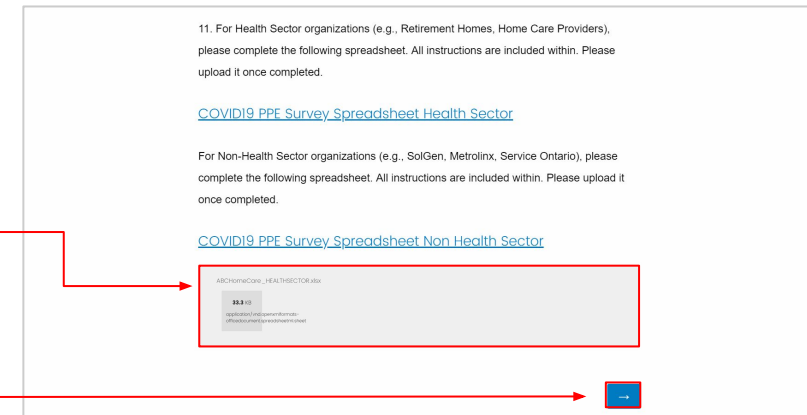 11. For Health Sector organizations (e.g., Retirement Homes, Home Care Providers),
please complete the following spreadsheet. All instructions are included within. Please
upload it once completed.
COVID19 PPE Survey Spreadsheet Health Sector
For Non-Health Sector organizations (e.g., SolGen, Metrolinx, Service Ontario), please
complete the following spreadsheet. All instructions are included within. Please upload it
once completed.
COVID19 PPE Survey Spreadsheet Non Health Sector
ABCHomeCare_HEALTHSECTOR.xlsx
33.3 KB
application/vnd.openxmlformats-
officedocument.spreadsheetml.sheet
→